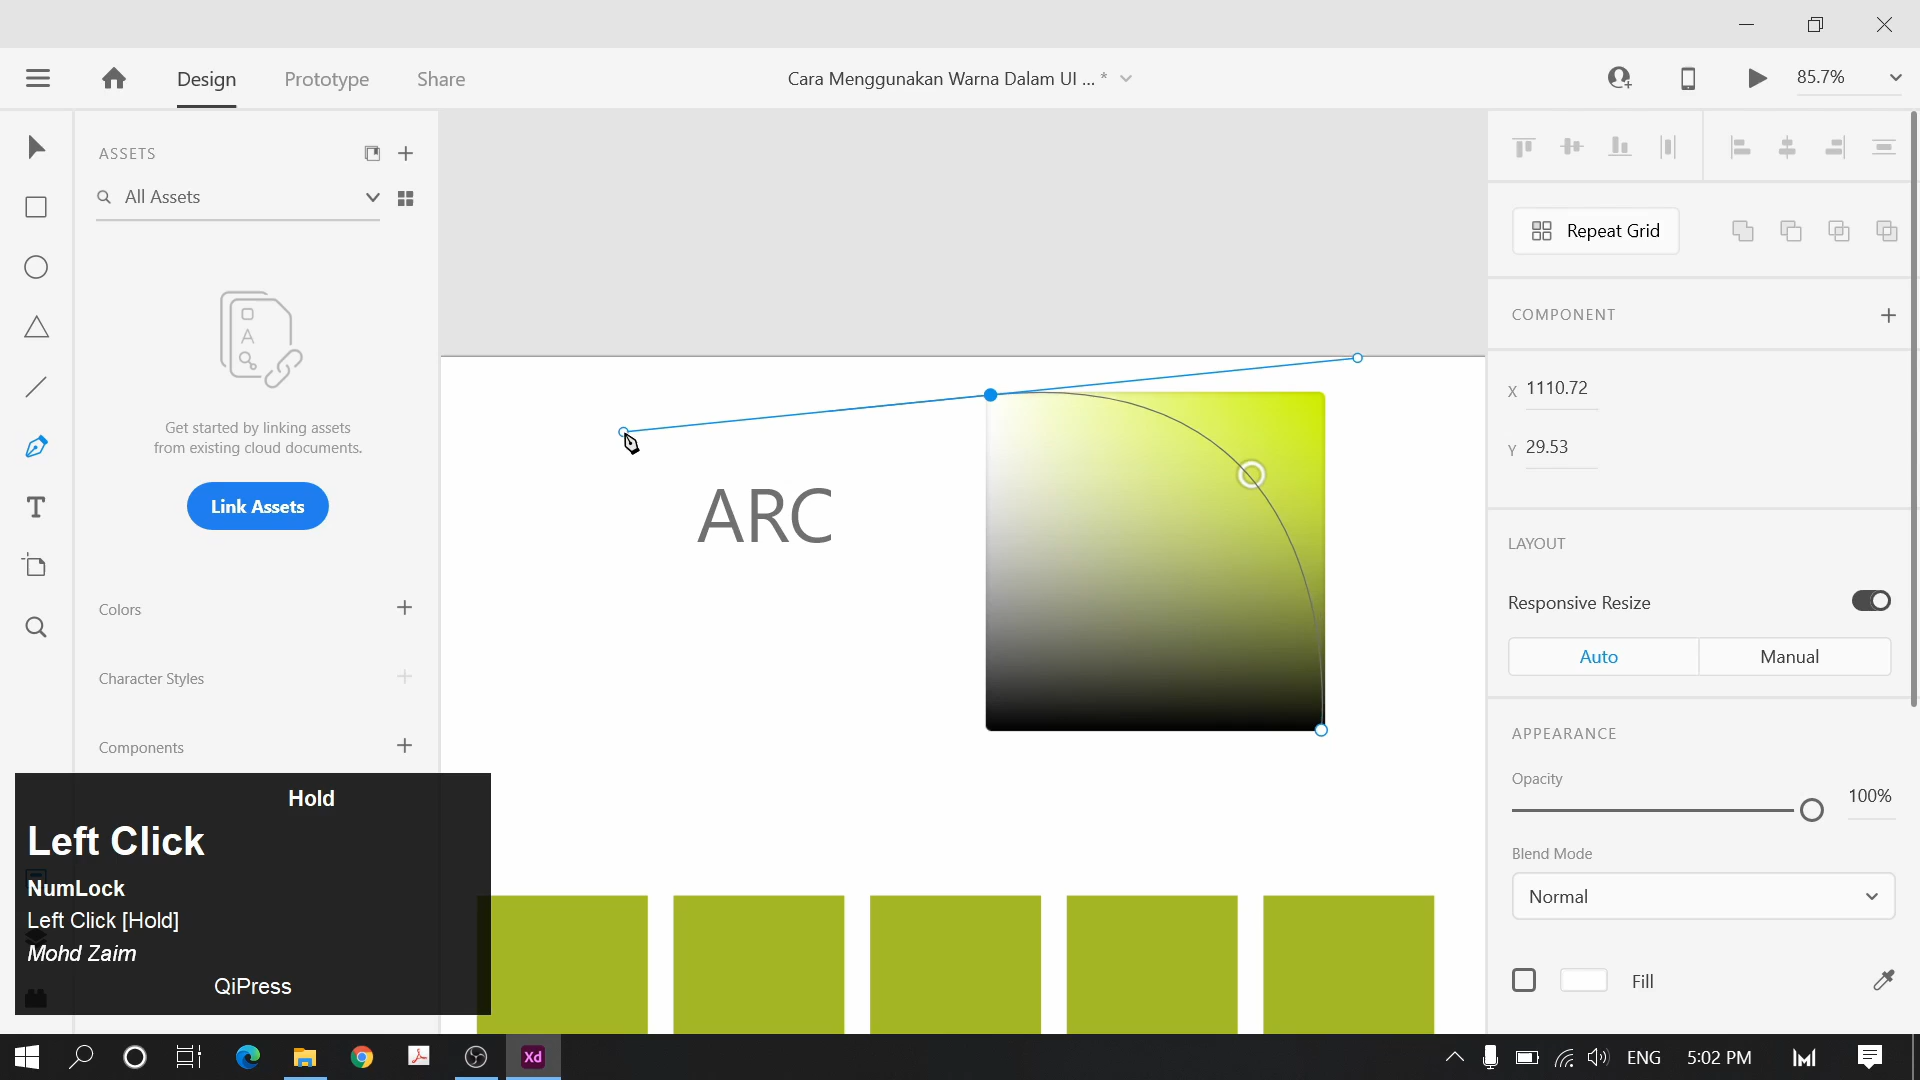 Design
Prototype
Share
Cara Menggunakan Warna Dalam UI ... *
85.7%
ASSETS
All Assets
Get started by linking assets
from existing cloud documents.
Link Assets
Colors
Character Styles
Components
ARC
Repeat Grid
COMPONENT
X 1110.72
Y 29.53
LAYOUT
Responsive Resize
Auto
Manual
APPEARANCE
Opacity
100%
Blend Mode
Normal
Fill
Hold
Left Click
NumLock
Left Click [Hold]
Mohd Zaim
QiPress
Xd
ENG
5:02 PM